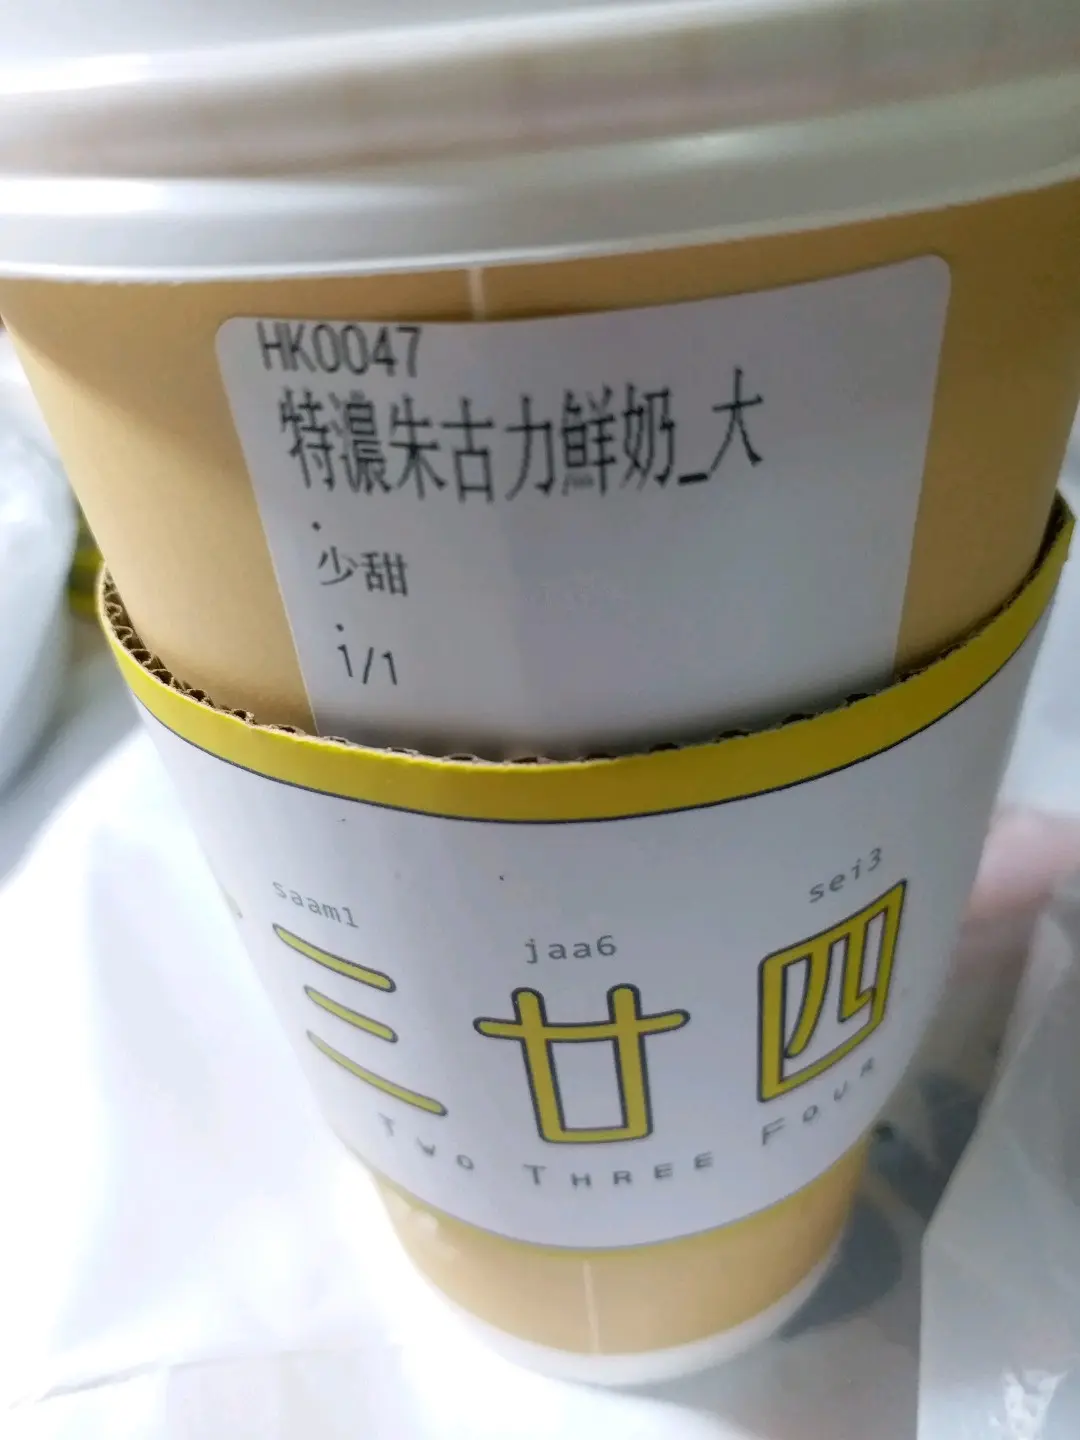 HK0047
特濃朱古力鮮奶_大
.
少甜
.
1/1
saam1 jaa6 sei3
三廿四
TWO THREE FOUR